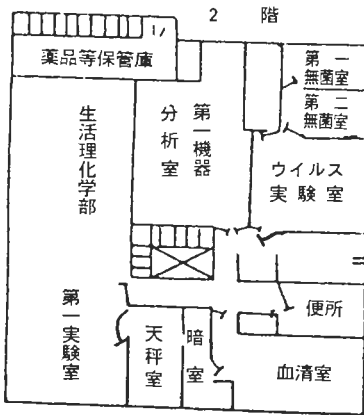 2 階
薬品等保管庫
第一無菌室
第二無菌室
生活理化学部
第一機器分析室
ウイルス実験室
第一実験室
天秤室
暗室
便所
血清室